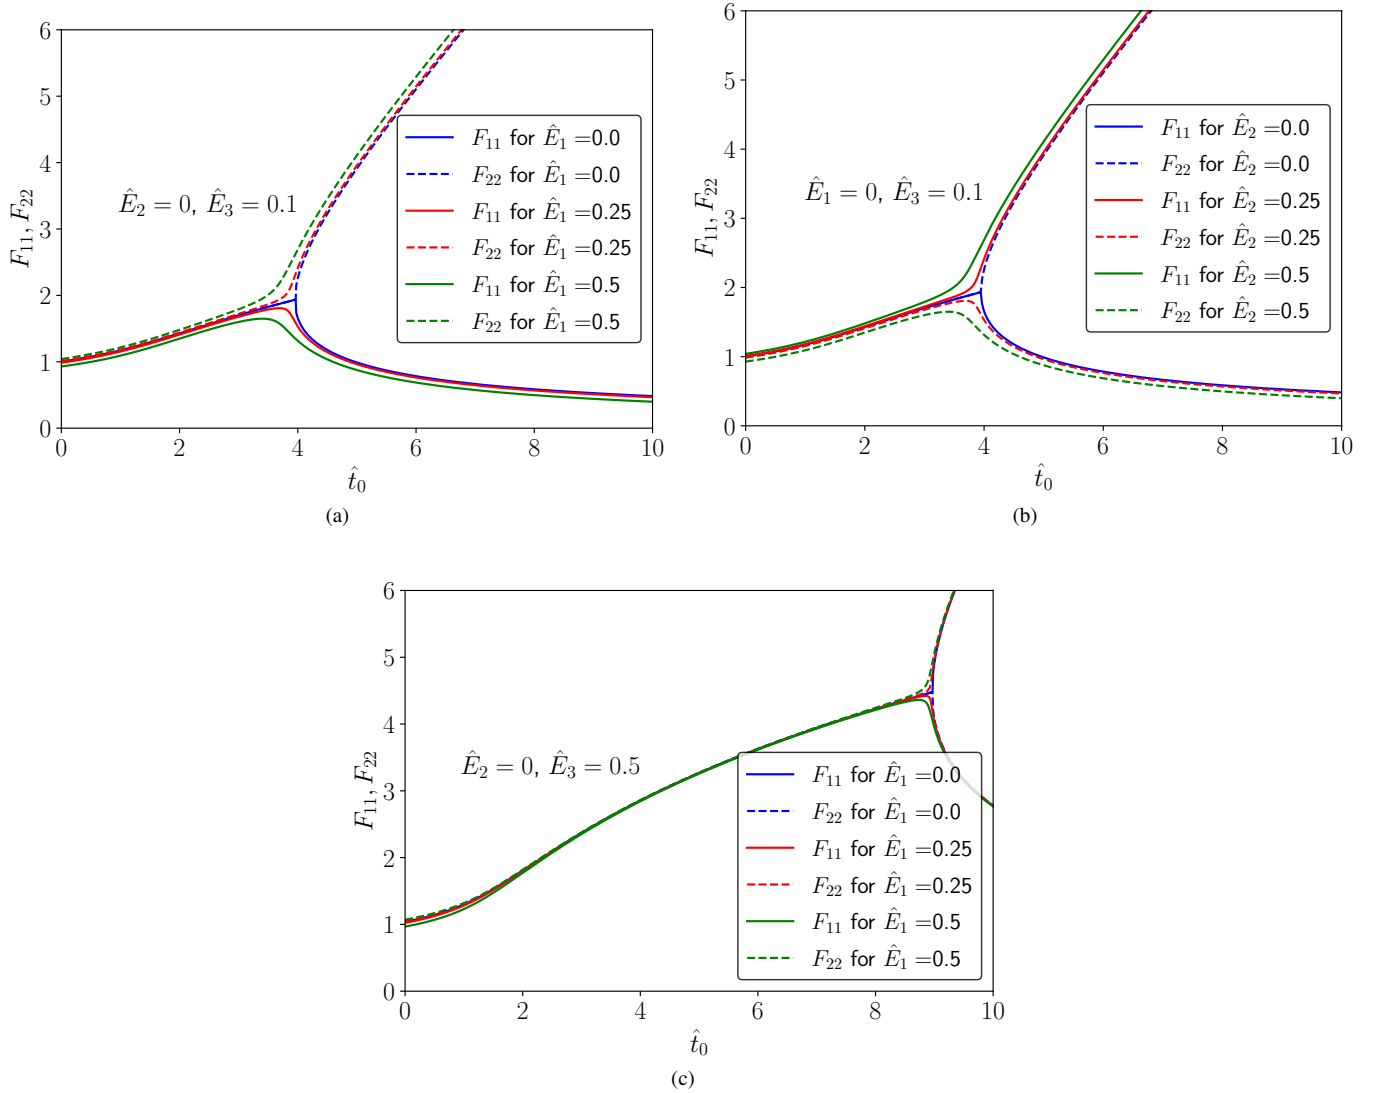 6
5
4
3
2
1
0
F₁₁, F₂₂
Ê₂ = 0, Ê₃ = 0.1
F₁₁ for Ê₁ =0.0
F₂₂ for Ê₁ =0.0
F₁₁ for Ê₁ =0.25
F₂₂ for Ê₁ =0.25
F₁₁ for Ê₁ =0.5
F₂₂ for Ê₁ =0.5
0 2 4 6 8 10
t̂₀
(a)
6
5
4
3
2
1
0
F₁₁, F₂₂
Ê₁ = 0, Ê₃ = 0.1
F₁₁ for Ê₂ =0.0
F₂₂ for Ê₂ =0.0
F₁₁ for Ê₂ =0.25
F₂₂ for Ê₂ =0.25
F₁₁ for Ê₂ =0.5
F₂₂ for Ê₂ =0.5
0 2 4 6 8 10
t̂₀
(b)
6
5
4
3
2
1
0
F₁₁, F₂₂
Ê₂ = 0, Ê₃ = 0.5
F₁₁ for Ê₁ =0.0
F₂₂ for Ê₁ =0.0
F₁₁ for Ê₁ =0.25
F₂₂ for Ê₁ =0.25
F₁₁ for Ê₁ =0.5
F₂₂ for Ê₁ =0.5
0 2 4 6 8 10
t̂₀
(c)